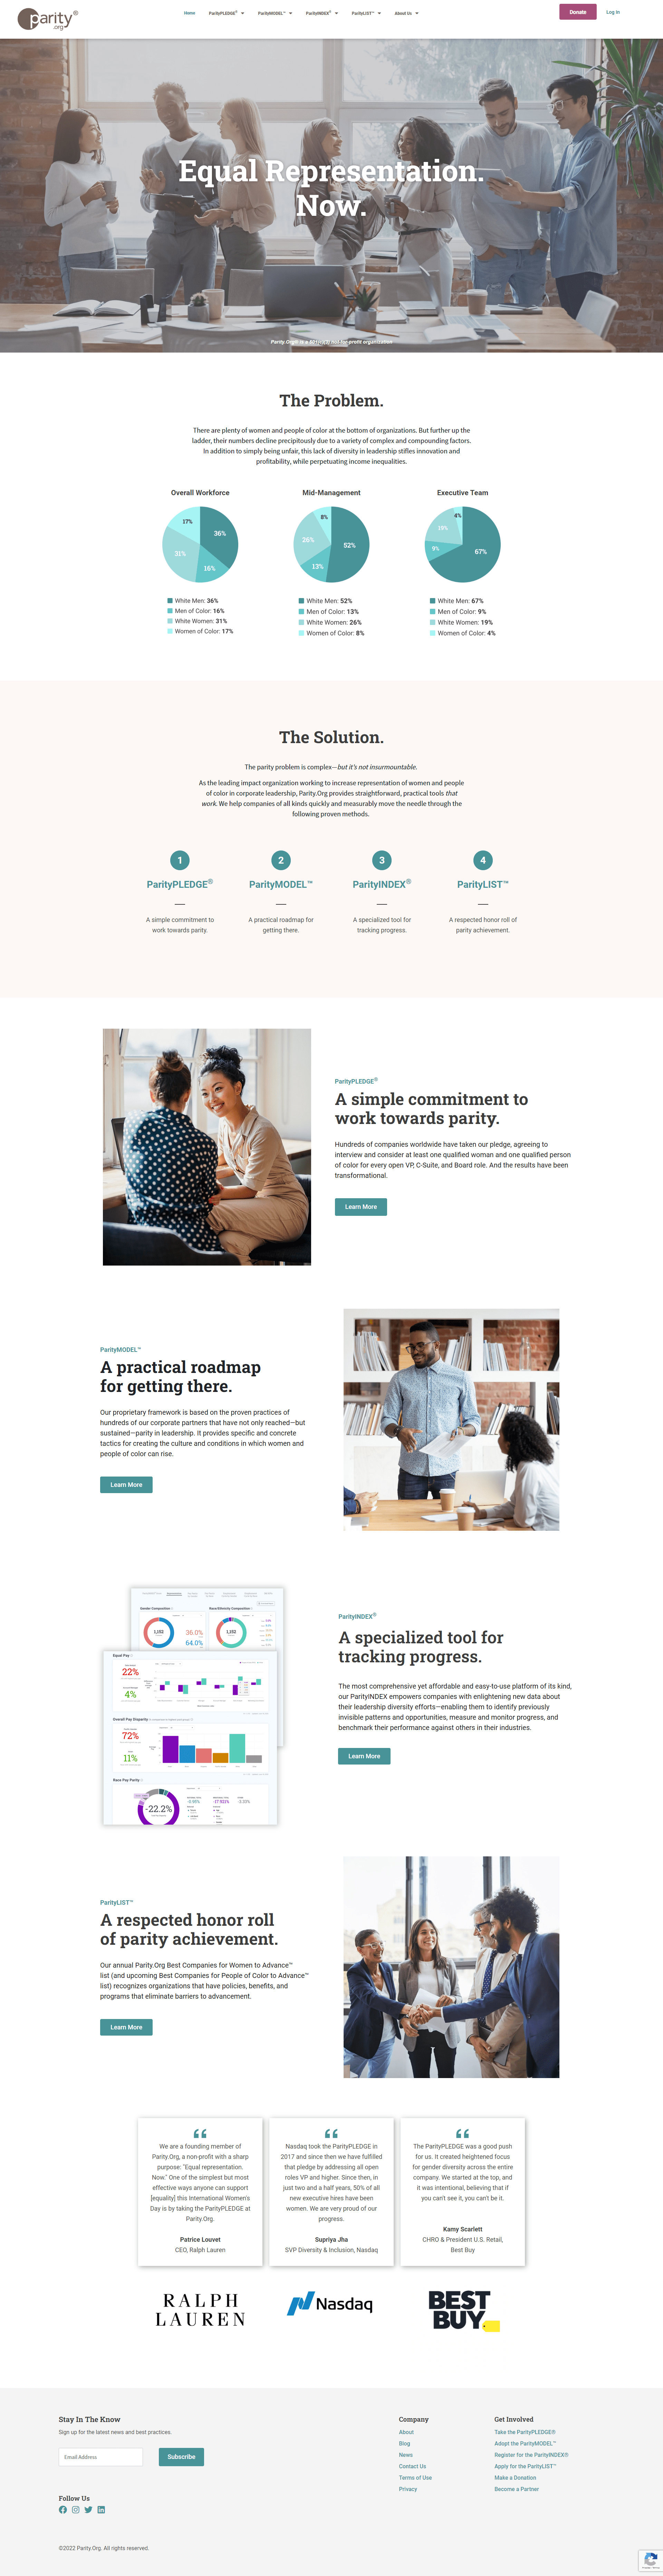 parity®
.org
Home
ParityPLEDGE®
ParityMODEL™
ParityINDEX®
ParityLIST™
About Us
Donate
Log In
Equal Representation.
Now.
Parity.Org® is a 501(c)(3) not-for-profit organization
The Problem.
There are plenty of women and people of color at the bottom of organizations. But further up the
ladder, their numbers decline precipitously due to a variety of complex and compounding factors.
In addition to simply being unfair, this lack of diversity in leadership stifles innovation and
profitability, while perpetuating income inequalities.
Overall Workforce
17%
36%
31%
16%
White Men: 36%
Men of Color: 16%
White Women: 31%
Women of Color: 17%
Mid-Management
8%
26%
52%
13%
White Men: 52%
Men of Color: 13%
White Women: 26%
Women of Color: 8%
Executive Team
4%
19%
9%
67%
White Men: 67%
Men of Color: 9%
White Women: 19%
Women of Color: 4%
The Solution.
The parity problem is complex—but it's not insurmountable.
As the leading impact organization working to increase representation of women and people
of color in corporate leadership, Parity.Org provides straightforward, practical tools that
work. We help companies of all kinds quickly and measurably move the needle through the
following proven methods.
1
ParityPLEDGE®
A simple commitment to
work towards parity.
2
ParityMODEL™
A practical roadmap for
getting there.
3
ParityINDEX®
A specialized tool for
tracking progress.
4
ParityLIST™
A respected honor roll of
parity achievement.
ParityPLEDGE®
A simple commitment to
work towards parity.
Hundreds of companies worldwide have taken our pledge, agreeing to
interview and consider at least one qualified woman and one qualified person
of color for every open VP, C-Suite, and Board role. And the results have been
transformational.
Learn More
ParityMODEL™
A practical roadmap
for getting there.
Our proprietary framework is based on the proven practices of
hundreds of our corporate partners that have not only reached—but
sustained—parity in leadership. It provides specific and concrete
tactics for creating the culture and conditions in which women and
people of color can rise.
Learn More
Gender Composition
Race/Ethnicity Composition
1,152
36.0%
64.0%
1,152
Equal Pay
22%
4%
Overall Pay Disparity
72%
11%
Race Pay Parity
-22.2%
ParityINDEX®
A specialized tool for
tracking progress.
The most comprehensive yet affordable and easy-to-use platform of its kind,
our ParityINDEX empowers companies with enlightening new data about
their leadership diversity efforts—enabling them to identify previously
invisible patterns and opportunities, measure and monitor progress, and
benchmark their performance against others in their industries.
Learn More
ParityLIST™
A respected honor roll
of parity achievement.
Our annual Parity.Org Best Companies for Women to Advance™
list (and upcoming Best Companies for People of Color to Advance™
list) recognizes organizations that have policies, benefits, and
programs that eliminate barriers to advancement.
Learn More
We are a founding member of
Parity.Org, a non-profit with a sharp
purpose: "Equal representation.
Now." One of the simplest but most
effective ways anyone can support
[equality] this International Women's
Day is by taking the ParityPLEDGE at
Parity.Org.
Patrice Louvet
CEO, Ralph Lauren
Nasdaq took the ParityPLEDGE in
2017 and since then we have fulfilled
that pledge by addressing all open
roles VP and higher. Since then, in
just two and a half years, 50% of all
new executive hires have been
women. We are very proud of our
progress.
Supriya Jha
SVP Diversity & Inclusion, Nasdaq
The ParityPLEDGE was a good push
for us. It created heightened focus
for gender diversity across the entire
company. We started at the top, and
it was intentional, believing that if
you can't see it, you can't be it.
Kamy Scarlett
CHRO & President U.S. Retail,
Best Buy
RALPH
LAUREN
Nasdaq
BEST
BUY
Stay In The Know
Sign up for the latest news and best practices.
Email Address
Subscribe
Follow Us
Company
About
Blog
News
Contact Us
Terms of Use
Privacy
Get Involved
Take the ParityPLEDGE®
Adopt the ParityMODEL™
Register for the ParityINDEX®
Apply for the ParityLIST™
Make a Donation
Become a Partner
©2022 Parity.Org. All rights reserved.